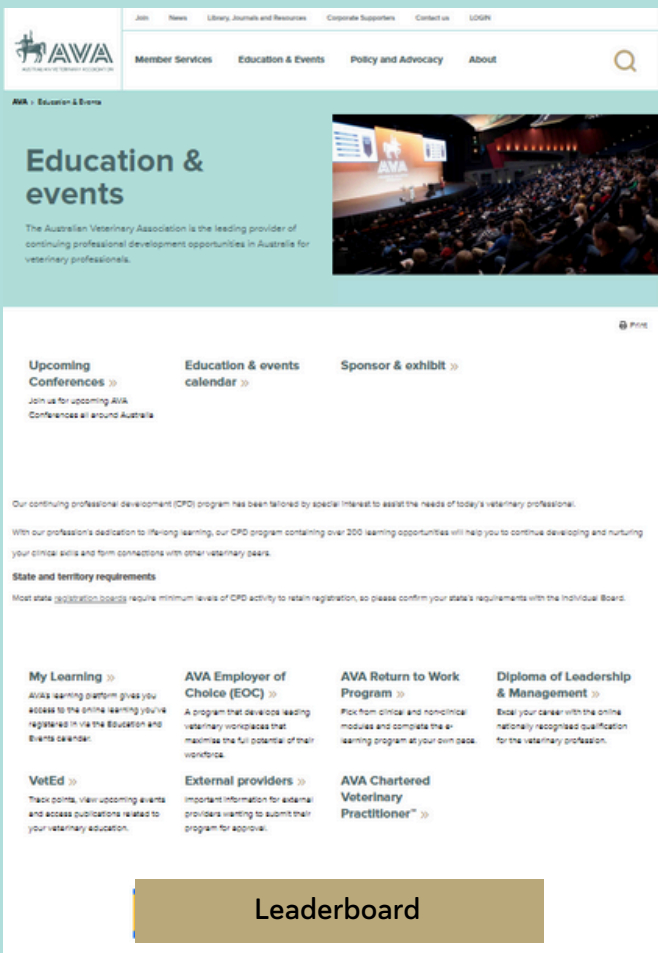 Join News Library, Journals and Resources Corporate Supporters Contact us LOGIN
AVA
AUSTRALIAN VETERINARY ASSOCIATION
Member Services Education & Events Policy and Advocacy About
AVA › Education & Events
Education &
events
The Australian Veterinary Association is the leading provider of
continuing professional development opportunities in Australia for
veterinary professionals.
AVA
PRINT
Upcoming
Conferences »
Join us for upcoming AVA
Conferences all around Australia
Education & events
calendar »
Sponsor & exhibit »
Our continuing professional development (CPD) program has been tailored by special interest to assist the needs of today's veterinary professional.
With our profession's dedication to life-long learning, our CPD program containing over 200 learning opportunities will help you to continue developing and nurturing
your clinical skills and form connections with other veterinary peers.
State and territory requirements
Most state registration boards require minimum levels of CPD activity to retain registration, so please confirm your state's requirements with the Individual Board.
My Learning »
AVA's learning platform gives you
access to the online learning you've
registered in via the Education and
Events calendar.
AVA Employer of
Choice (EOC) »
A program that develops leading
veterinary workplaces that
maximise the full potential of their
workforce.
AVA Return to Work
Program »
Pick from clinical and non-clinical
modules and complete the e-
learning program at your own pace.
Diploma of Leadership
& Management »
Excel your career with the online
nationally recognised qualification
for the veterinary profession.
VetEd »
Track points, view upcoming events
and access publications related to
your veterinary education.
External providers »
Important information for external
providers wanting to submit their
program for approval.
AVA Chartered
Veterinary
Practitioner™ »
Leaderboard